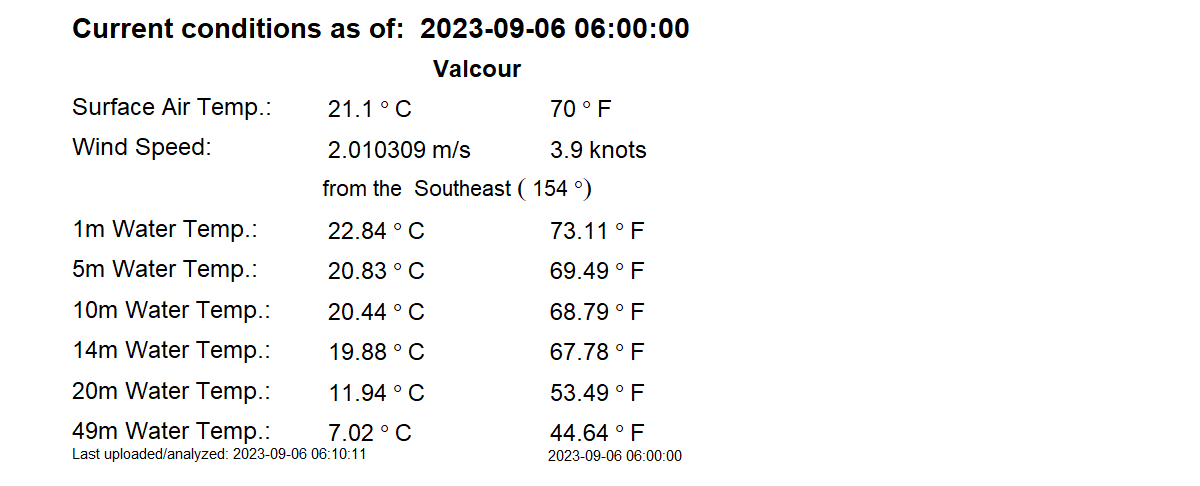 Current conditions as of: 2023-09-06 06:00:00
Valcour
Surface Air Temp.: 21.1 ° C 70 ° F
Wind Speed: 2.010309 m/s 3.9 knots
from the Southeast ( 154 °)
1m Water Temp.: 22.84 ° C 73.11 ° F
5m Water Temp.: 20.83 ° C 69.49 ° F
10m Water Temp.: 20.44 ° C 68.79 ° F
14m Water Temp.: 19.88 ° C 67.78 ° F
20m Water Temp.: 11.94 ° C 53.49 ° F
49m Water Temp.: 7.02 ° C 44.64 ° F
Last uploaded/analyzed: 2023-09-06 06:10:11 2023-09-06 06:00:00